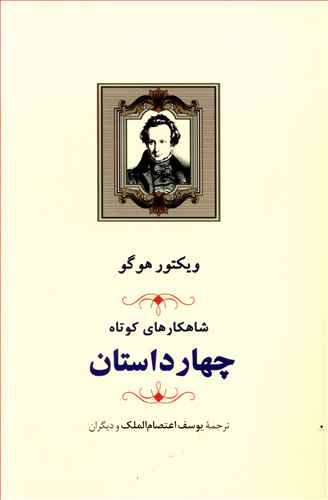 ویکتور هوگو
شاهکارهای کوتاه
چهار داستان
ترجمهٔ یوسف اعتصام‌الملک و دیگران